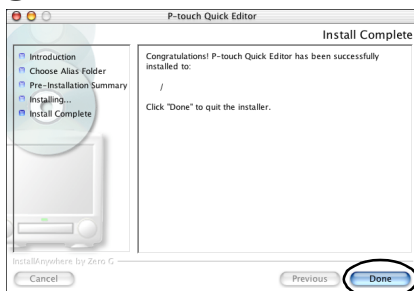 P-touch Quick Editor
Install Complete
Introduction
Choose Alias Folder
Pre-Installation Summary
Installing...
Install Complete
Congratulations! P-touch Quick Editor has been successfully
installed to:
/
Click "Done" to quit the installer.
InstallAnywhere by Zero G
Cancel
Previous
Done